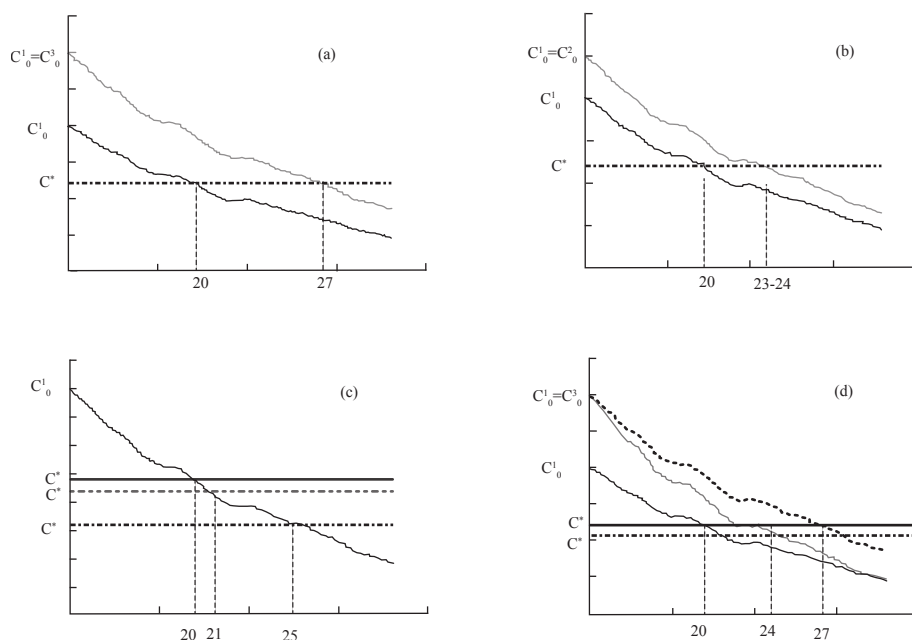 (a)
C¹₀=C³₀
C¹₀
C*
20
27
(b)
C¹₀=C²₀
C¹₀
C*
20
23-24
(c)
C¹₀
C*
C*
C*
20
21
25
(d)
C¹₀=C³₀
C¹₀
C*
C*
20
24
27